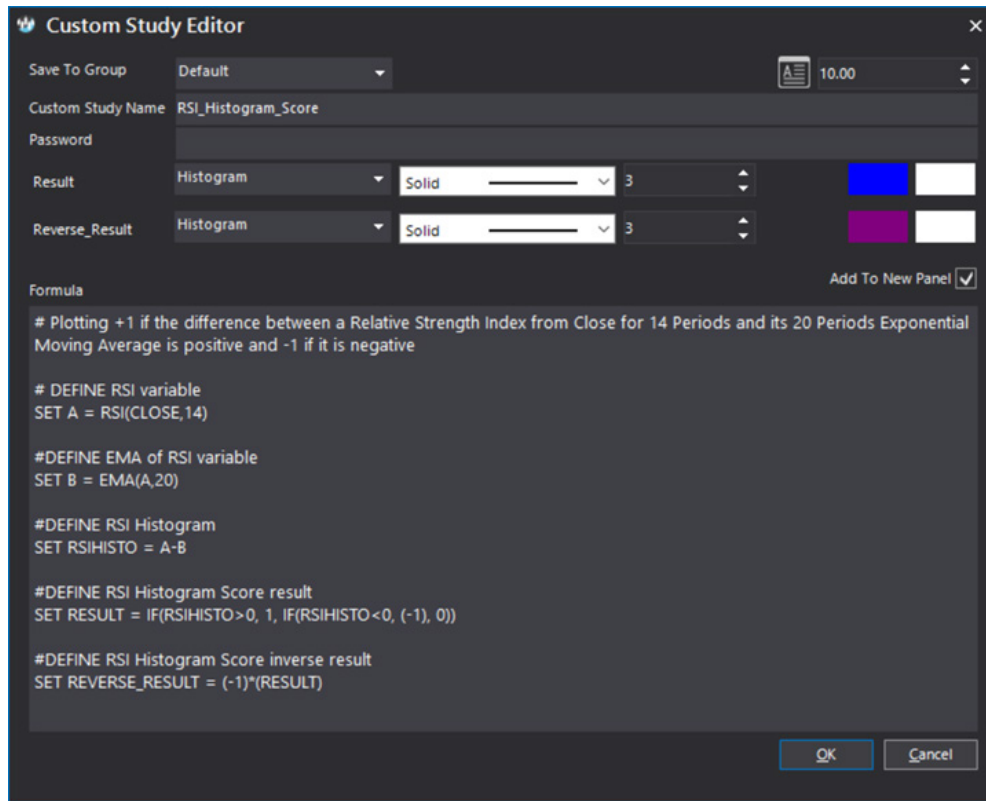 Custom Study Editor
Save To Group Default 10.00
Custom Study Name RSI_Histogram_Score
Password
Result Histogram Solid 3
Reverse_Result Histogram Solid 3
Add To New Panel
Formula
# Plotting +1 if the difference between a Relative Strength Index from Close for 14 Periods and its 20 Periods Exponential
Moving Average is positive and -1 if it is negative
# DEFINE RSI variable
SET A = RSI(CLOSE,14)
#DEFINE EMA of RSI variable
SET B = EMA(A,20)
#DEFINE RSI Histogram
SET RSIHISTO = A-B
#DEFINE RSI Histogram Score result
SET RESULT = IF(RSIHISTO>0, 1, IF(RSIHISTO<0, (-1), 0))
#DEFINE RSI Histogram Score inverse result
SET REVERSE_RESULT = (-1)*(RESULT)
OK Cancel